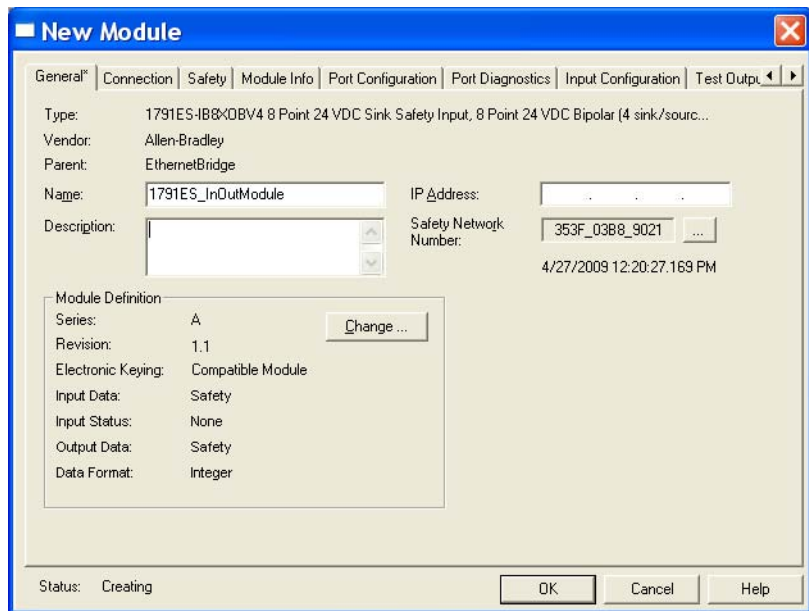 New Module
General* Connection Safety Module Info Port Configuration Port Diagnostics Input Configuration Test Outpu
Type: 1791ES-IB8XOBV4 8 Point 24 VDC Sink Safety Input, 8 Point 24 VDC Bipolar (4 sink/sourc...
Vendor: Allen-Bradley
Parent: EthernetBridge
Name: 1791ES_InOutModule IP Address: . . .
Description: Safety Network Number: 353F_03B8_9021 ...
4/27/2009 12:20:27.169 PM
Module Definition
Series: A Change ...
Revision: 1.1
Electronic Keying: Compatible Module
Input Data: Safety
Input Status: None
Output Data: Safety
Data Format: Integer
Status: Creating OK Cancel Help